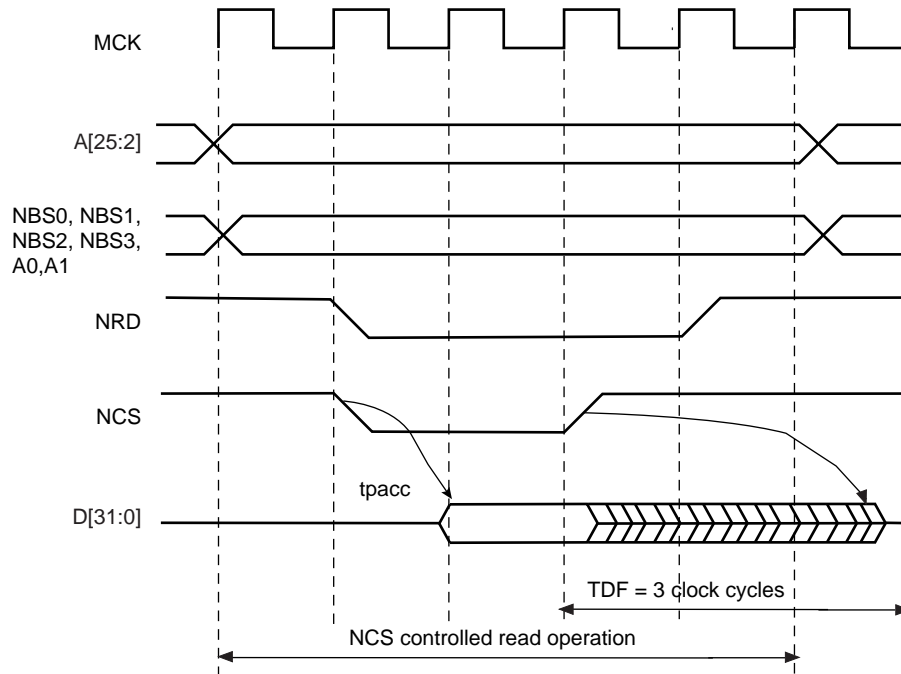 MCK
A[25:2]
NBS0, NBS1,
NBS2, NBS3,
A0,A1
NRD
NCS
tpacc
D[31:0]
TDF = 3 clock cycles
NCS controlled read operation